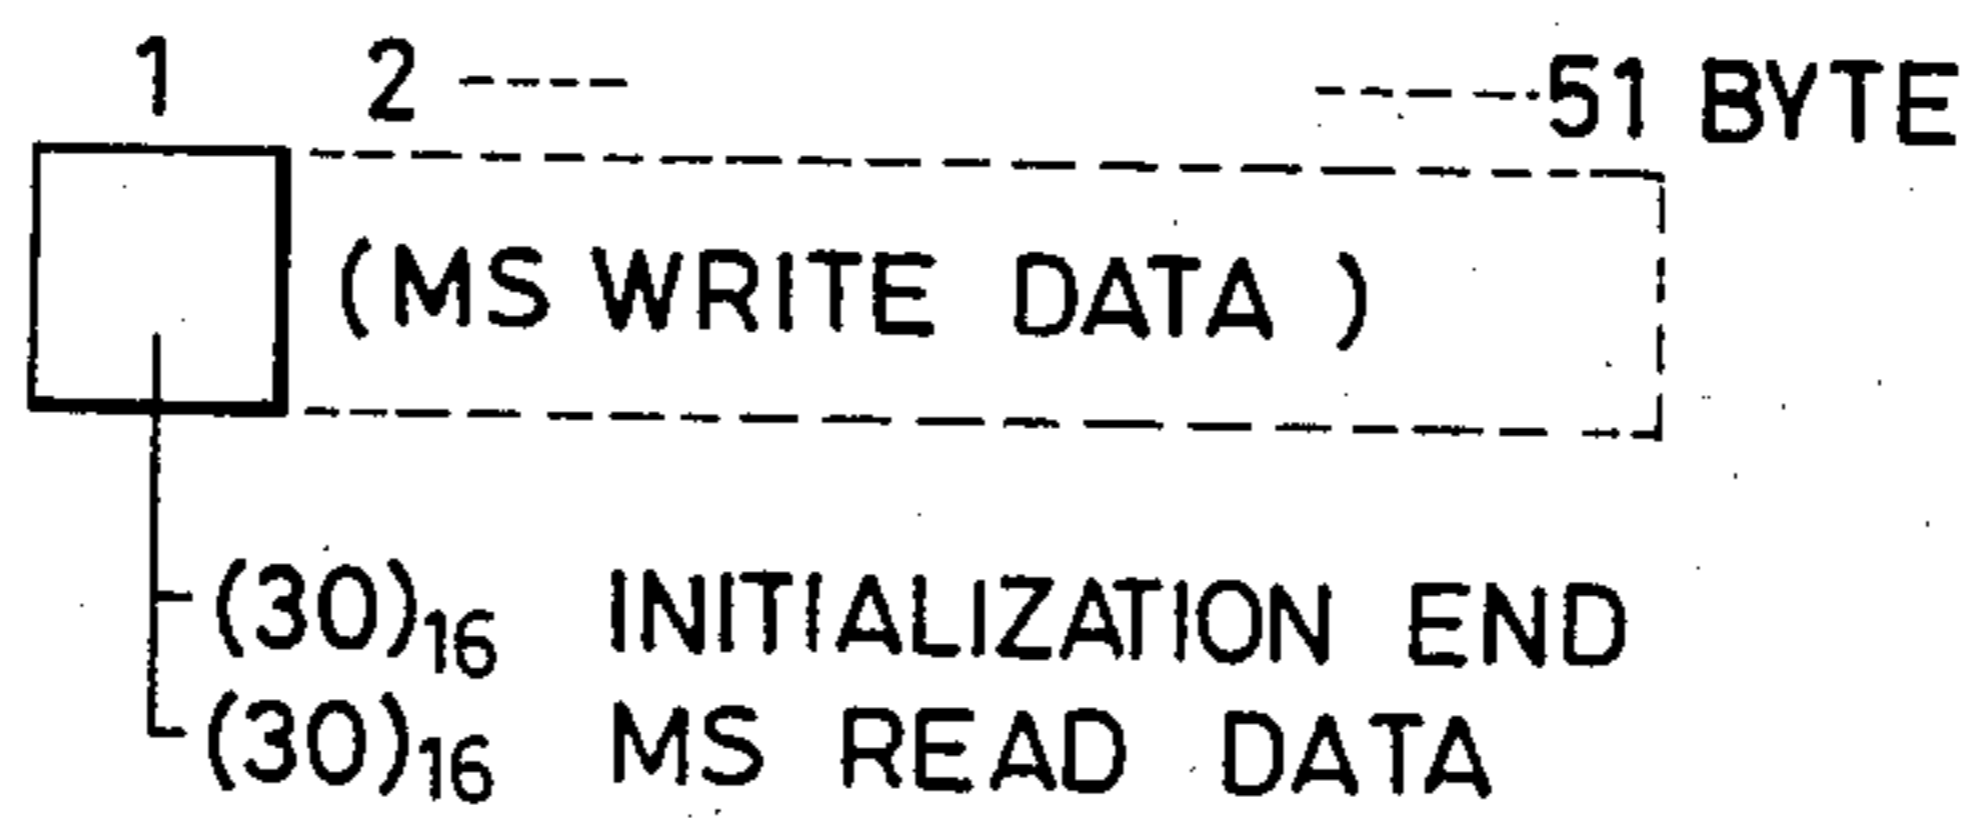 1 2 ---- -----51 BYTE
(MS WRITE DATA )
(30)16 INITIALIZATION END
(30)16 MS READ DATA